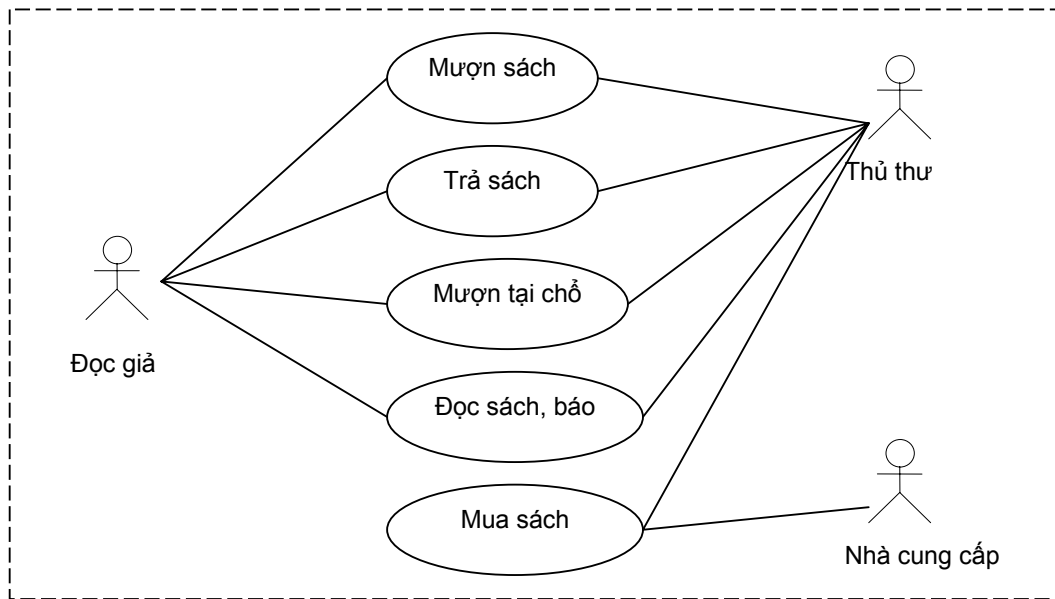 Mượn sách
Thủ thư
Trả sách
Mượn tại chổ
Đọc giả
Đọc sách, báo
Mua sách
Nhà cung cấp